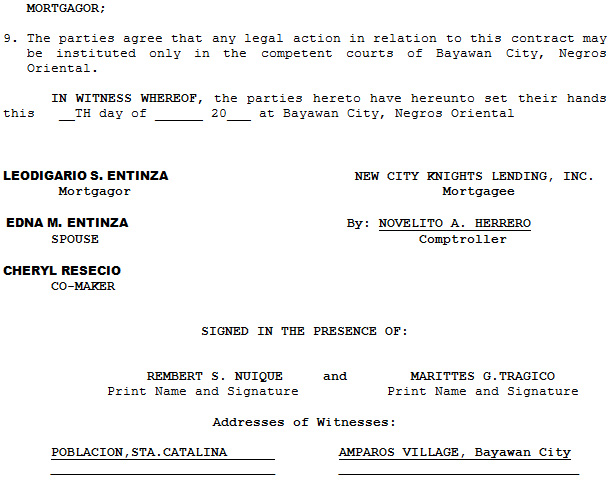 MORTGAGOR;
9. The parties agree that any legal action in relation to this contract may
be instituted only in the competent courts of Bayawan City, Negros
Oriental.
IN WITNESS WHEREOF, the parties hereto have hereunto set their hands
this __TH day of ______ 20___ at Bayawan City, Negros Oriental
LEODIGARIO S. ENTINZA NEW CITY KNIGHTS LENDING, INC.
Mortgagor Mortgagee
EDNA M. ENTINZA By: NOVELITO A. HERRERO
SPOUSE Comptroller
CHERYL RESECIO
CO-MAKER
SIGNED IN THE PRESENCE OF:
REMBERT S. NUIQUE and MARITTES G.TRAGICO
Print Name and Signature Print Name and Signature
Addresses of Witnesses:
POBLACION,STA.CATALINA AMPAROS VILLAGE, Bayawan City